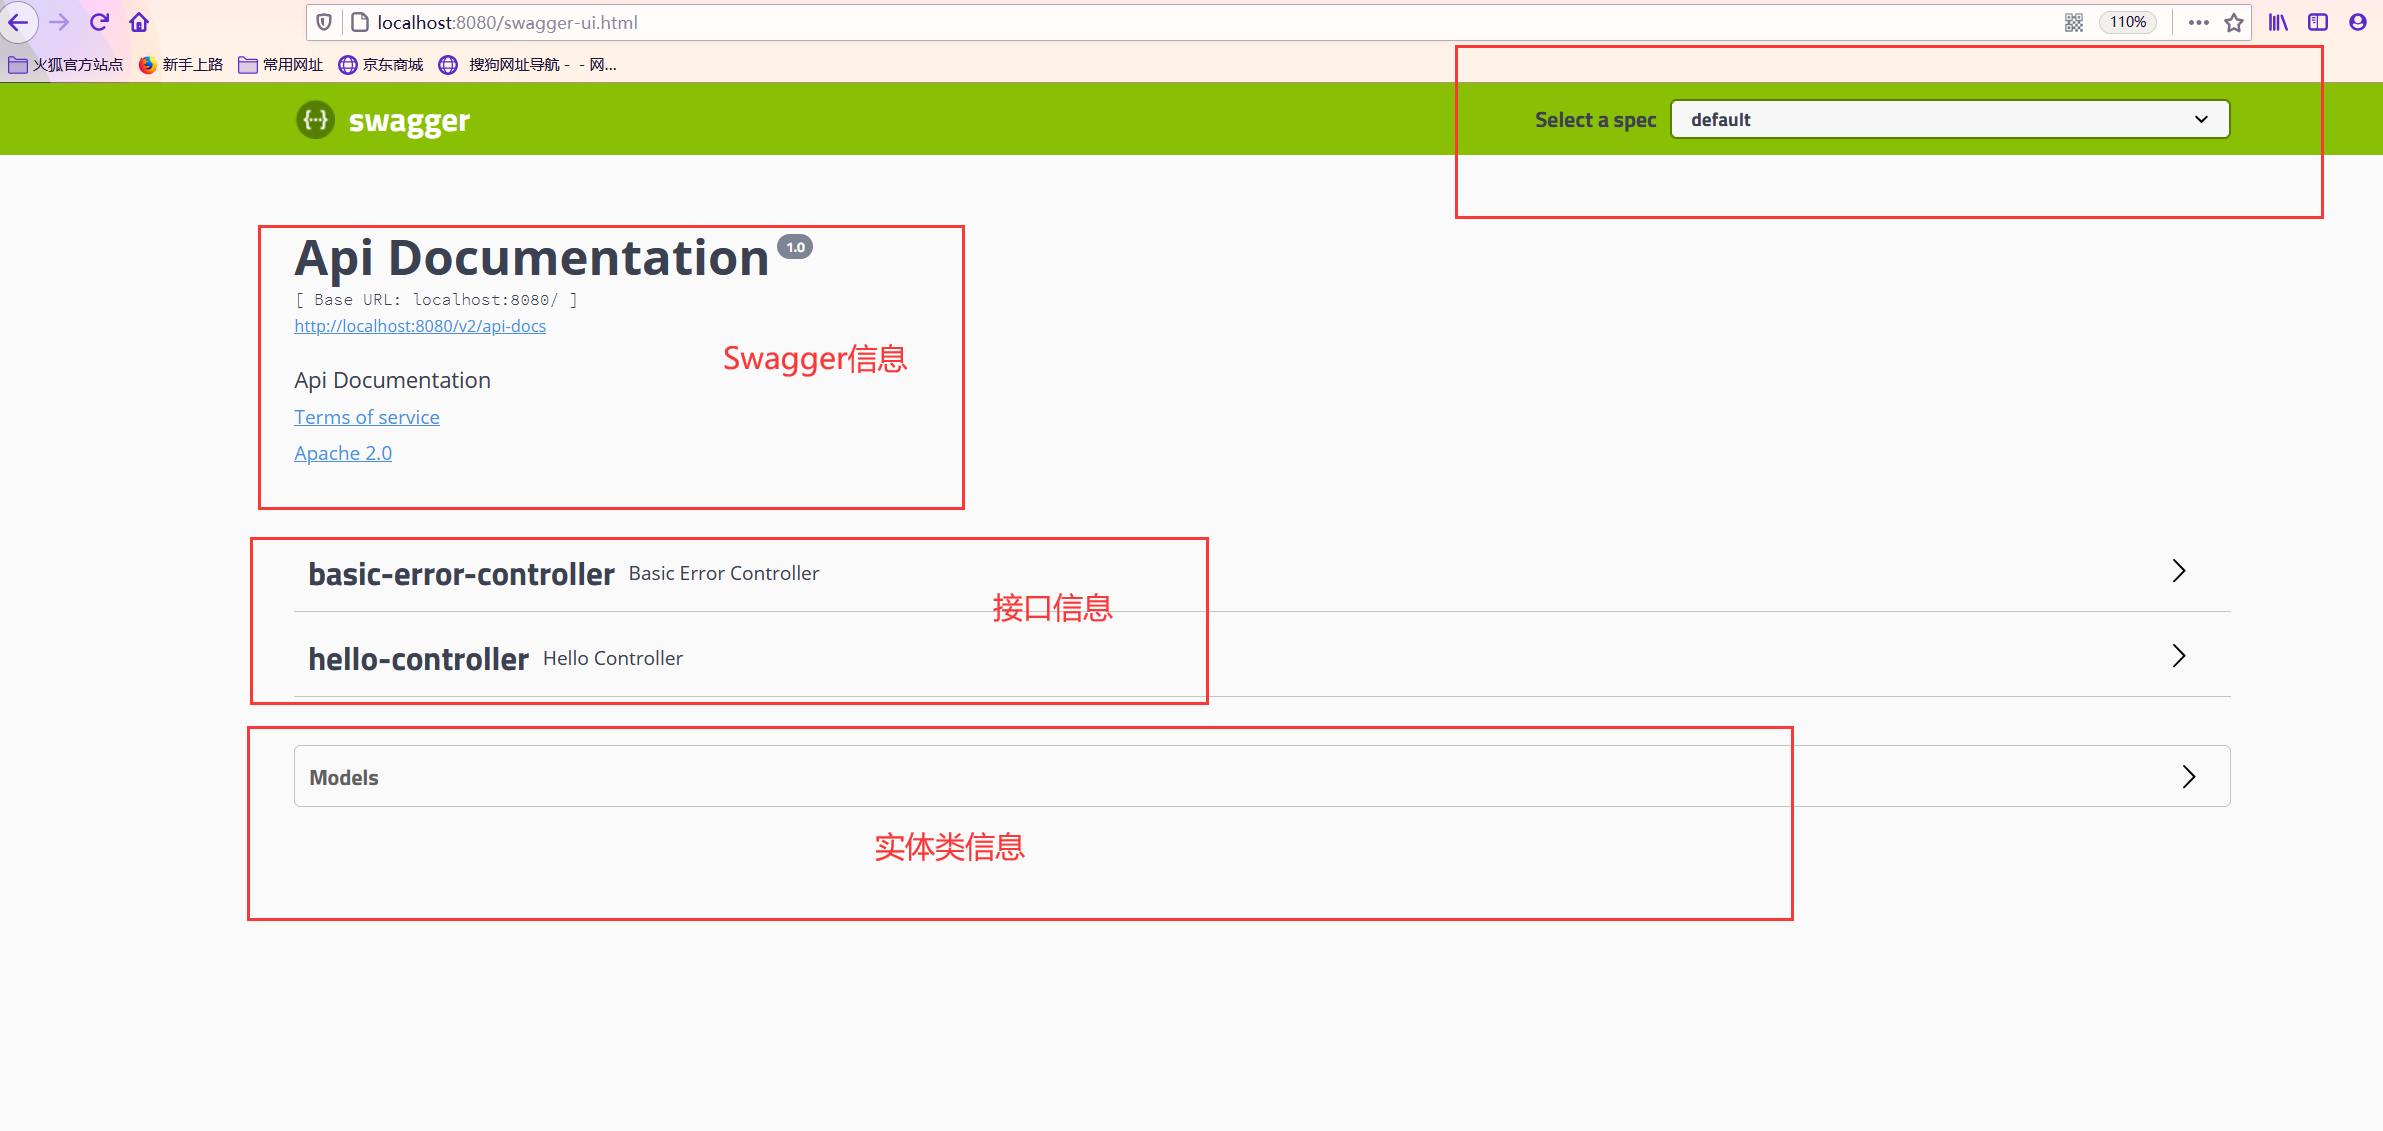 localhost:8080/swagger-ui.html
110%
火狐官方站点 新手上路 常用网址 京东商城 搜狗网址导航 - - 网...
{···} swagger
Select a spec default
Api Documentation 1.0
[ Base URL: localhost:8080/ ]
http://localhost:8080/v2/api-docs
Swagger信息
Api Documentation
Terms of service
Apache 2.0
basic-error-controller Basic Error Controller
接口信息
hello-controller Hello Controller
Models
实体类信息